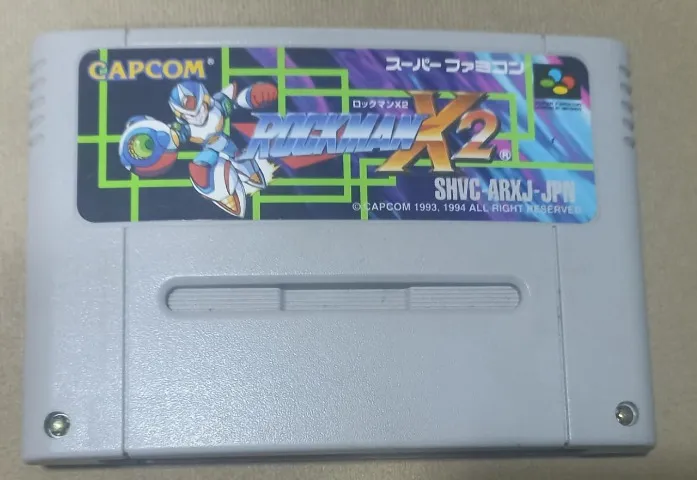 CAPCOM®
スーパー ファミコン
ロックマンX2
ROCKMAN X2®
SHVC-ARXJ-JPN
©CAPCOM 1993, 1994 ALL RIGHT RESERVED